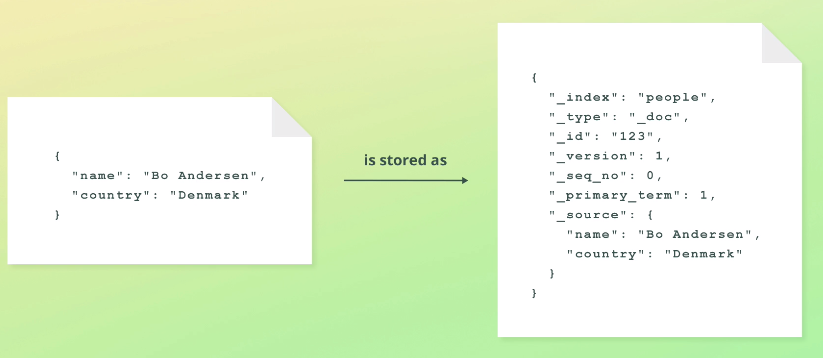 {
"name": "Bo Andersen",
"country": "Denmark"
}
is stored as
{
"_index": "people",
"_type": "_doc",
"_id": "123",
"_version": 1,
"_seq_no": 0,
"_primary_term": 1,
"_source": {
"name": "Bo Andersen",
"country": "Denmark"
}
}